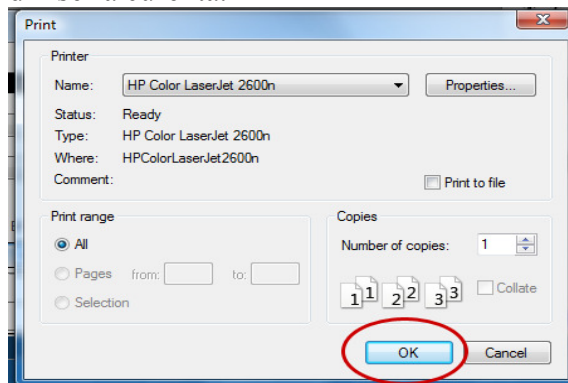 Print
Printer
Name: HP Color LaserJet 2600n Properties...
Status: Ready
Type: HP Color LaserJet 2600n
Where: HPColorLaserJet2600n
Comment: Print to file
Print range Copies
All Number of copies: 1
Pages from: to:
1 1 2 2 3 3 Collate
Selection
OK Cancel